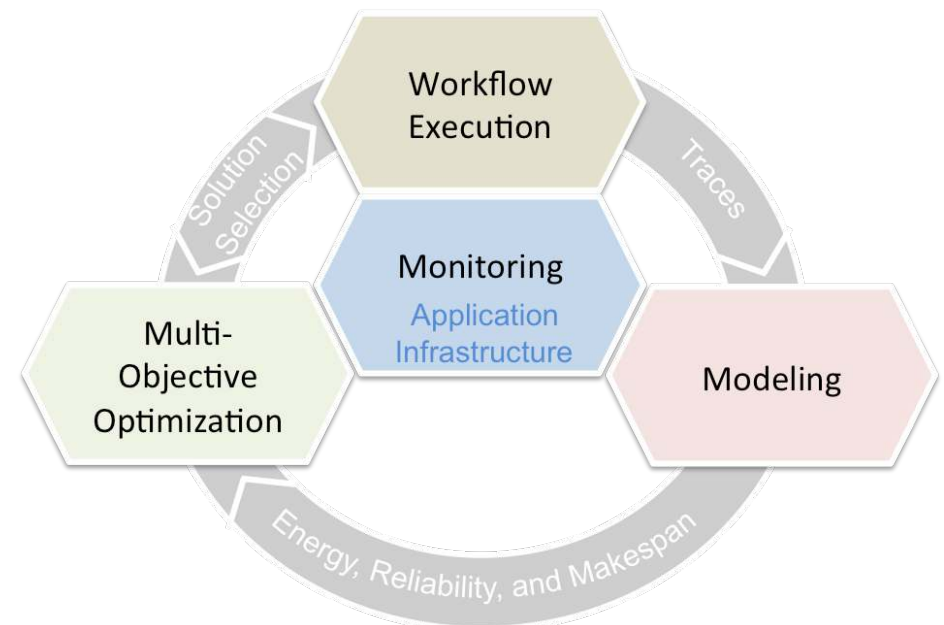 Workflow
Execution
Solution
Selection
Traces
Monitoring
Application
Infrastructure
Multi-
Objective
Optimization
Modeling
Energy, Reliability, and Makespan